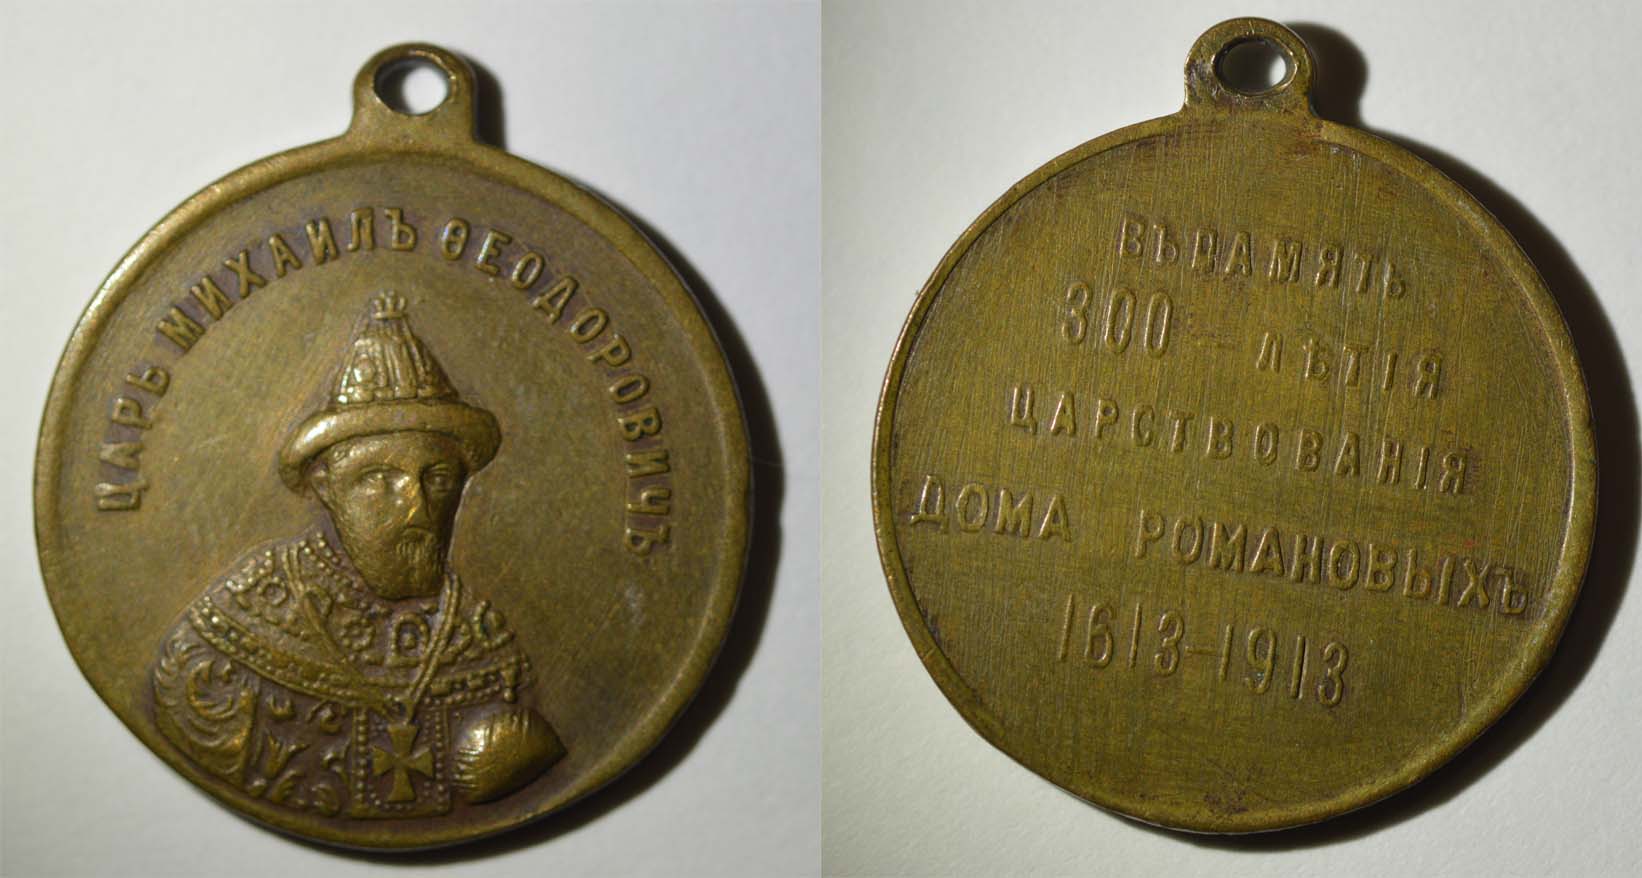 ЦАРЬ МИХАИЛЪ ѲЕОДОРОВИЧЪ
ВЪ ПАМЯТЬ
300-ЛѢТІЯ
ЦАРСТВОВАНІЯ
ДОМА РОМАНОВЫХЪ
1613-1913